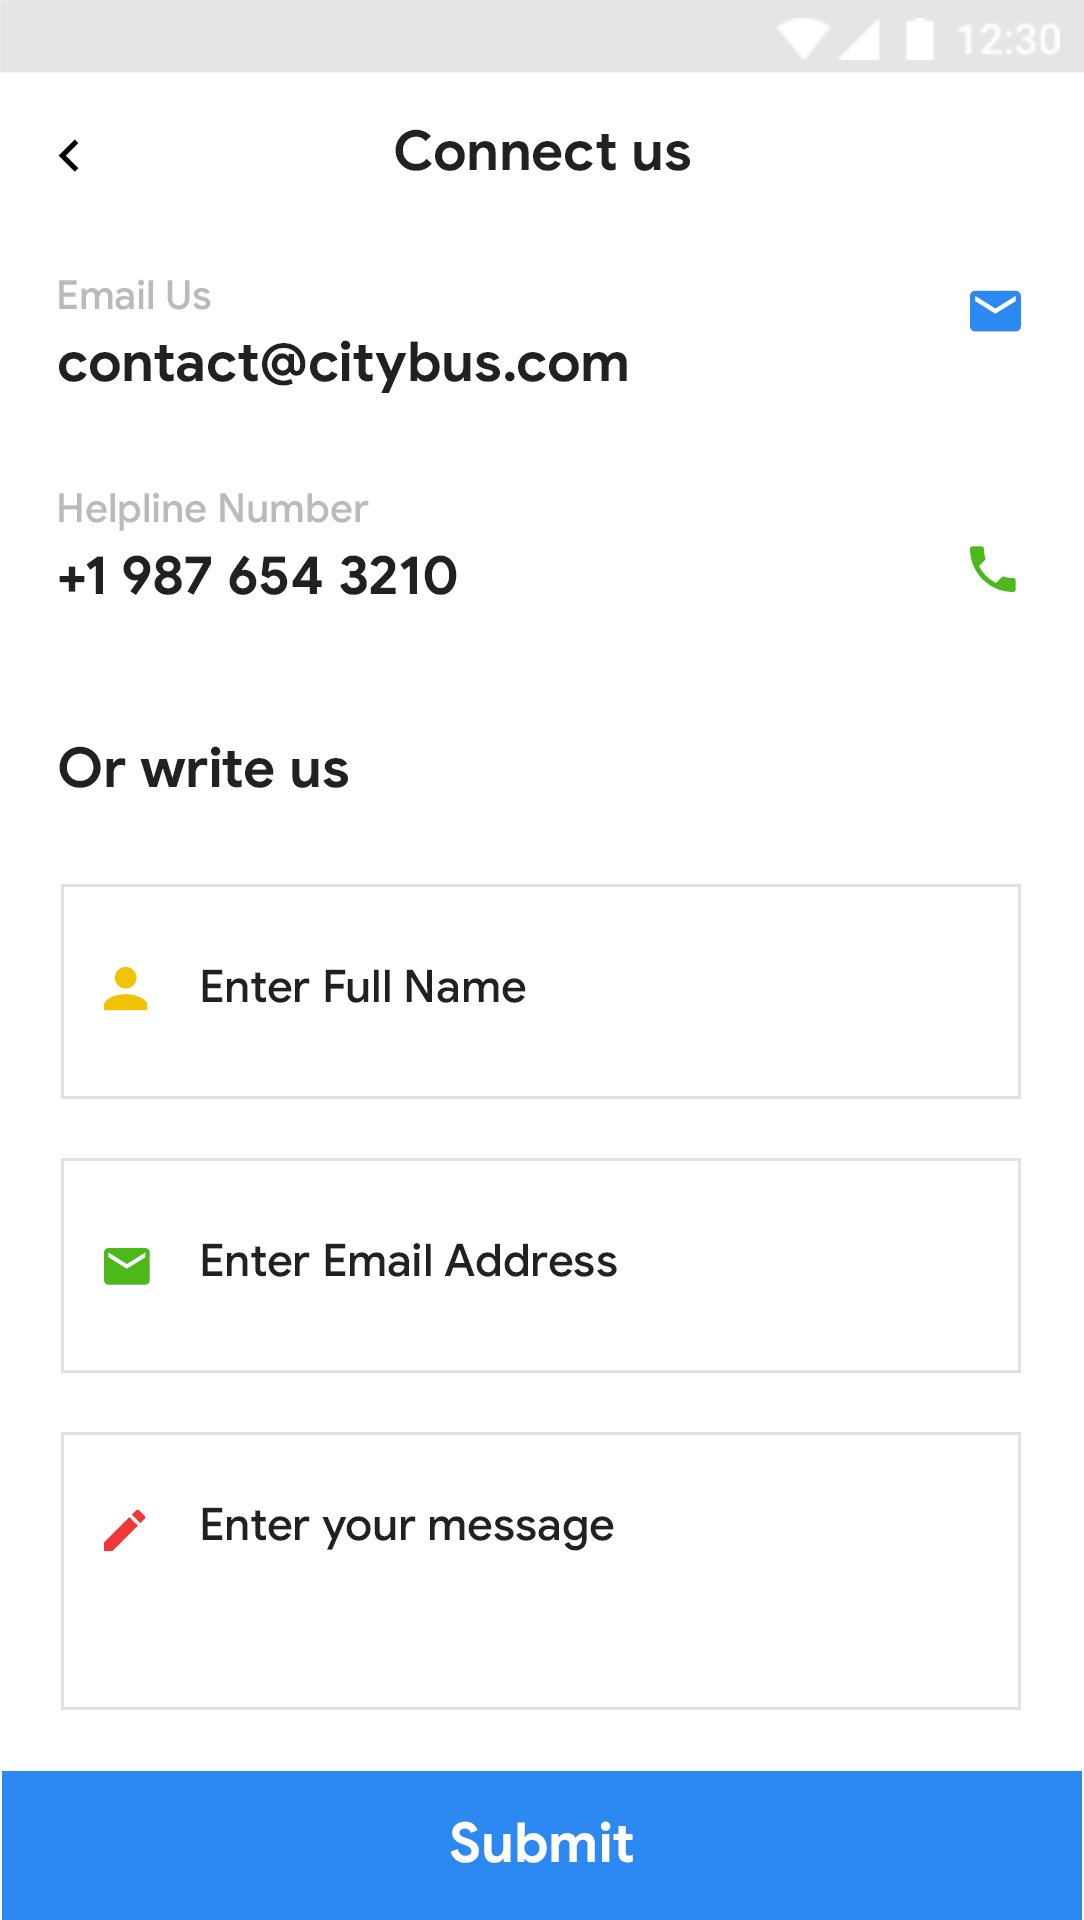 12:30
Connect us
Email Us
contact@citybus.com
Helpline Number
+1 987 654 3210
Or write us
Enter Full Name
Enter Email Address
Enter your message
Submit